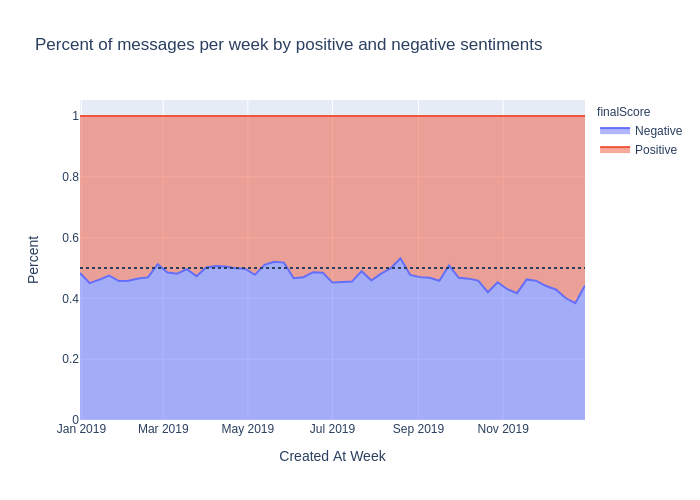 Percent of messages per week by positive and negative sentiments
finalScore
Negative
Positive
1
0.8
0.6
0.4
0.2
0
Percent
Jan 2019 Mar 2019 May 2019 Jul 2019 Sep 2019 Nov 2019
Created At Week